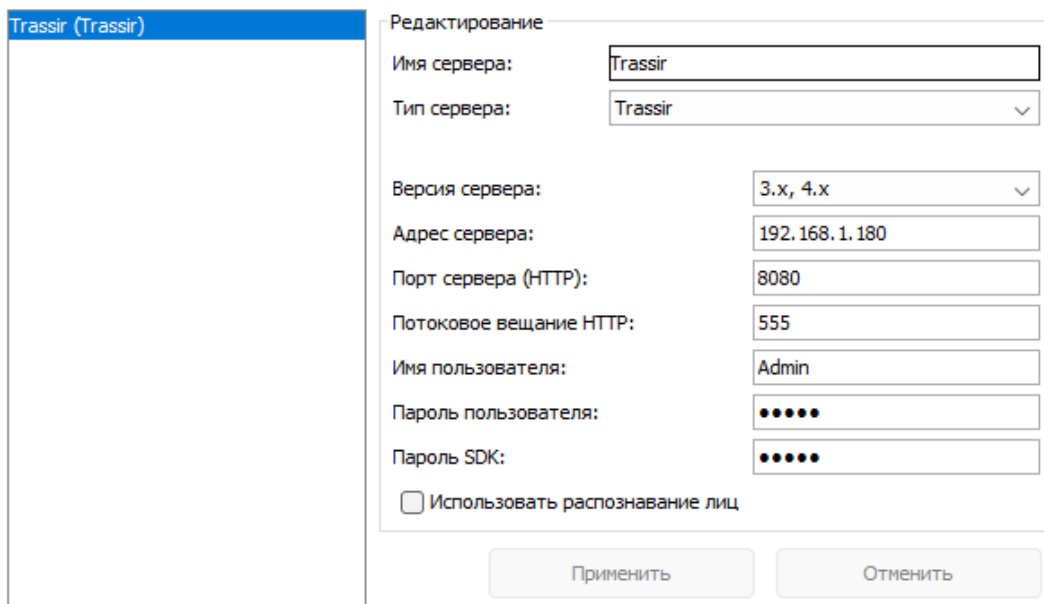 Trassir (Trassir)
Редактирование
Имя сервера: Trassir
Тип сервера: Trassir
Версия сервера: 3.x, 4.x
Адрес сервера: 192.168.1.180
Порт сервера (HTTP): 8080
Потоковое вещание HTTP: 555
Имя пользователя: Admin
Пароль пользователя: •••••
Пароль SDK: •••••
Использовать распознавание лиц
Применить Отменить